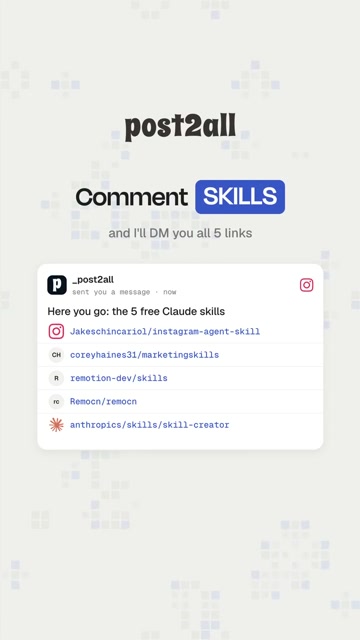 post2all
Comment SKILLS
and I'll DM you all 5 links
p _post2all
sent you a message · now
Here you go: the 5 free Claude skills
Jakeschincariol/instagram-agent-skill
CH coreyhaines31/marketingskills
R remotion-dev/skills
rc Remocn/remocn
anthropics/skills/skill-creator